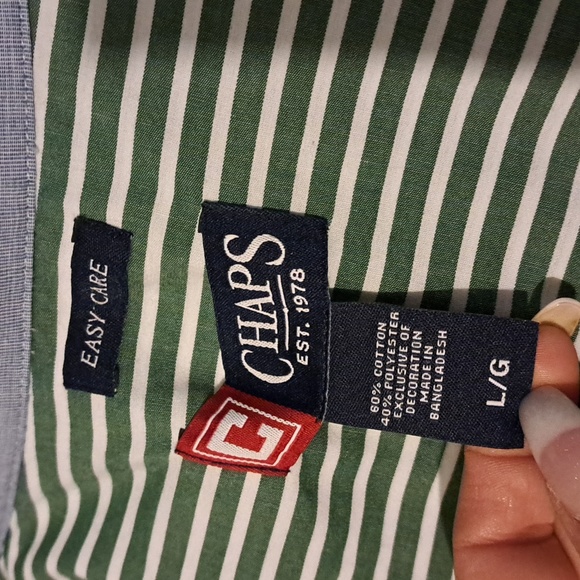 EASY CARE
CHAPS
EST. 1978
C
60% COTTON
40% POLYESTER
EXCLUSIVE OF
DECORATION
MADE IN
BANGLADESH
L/G